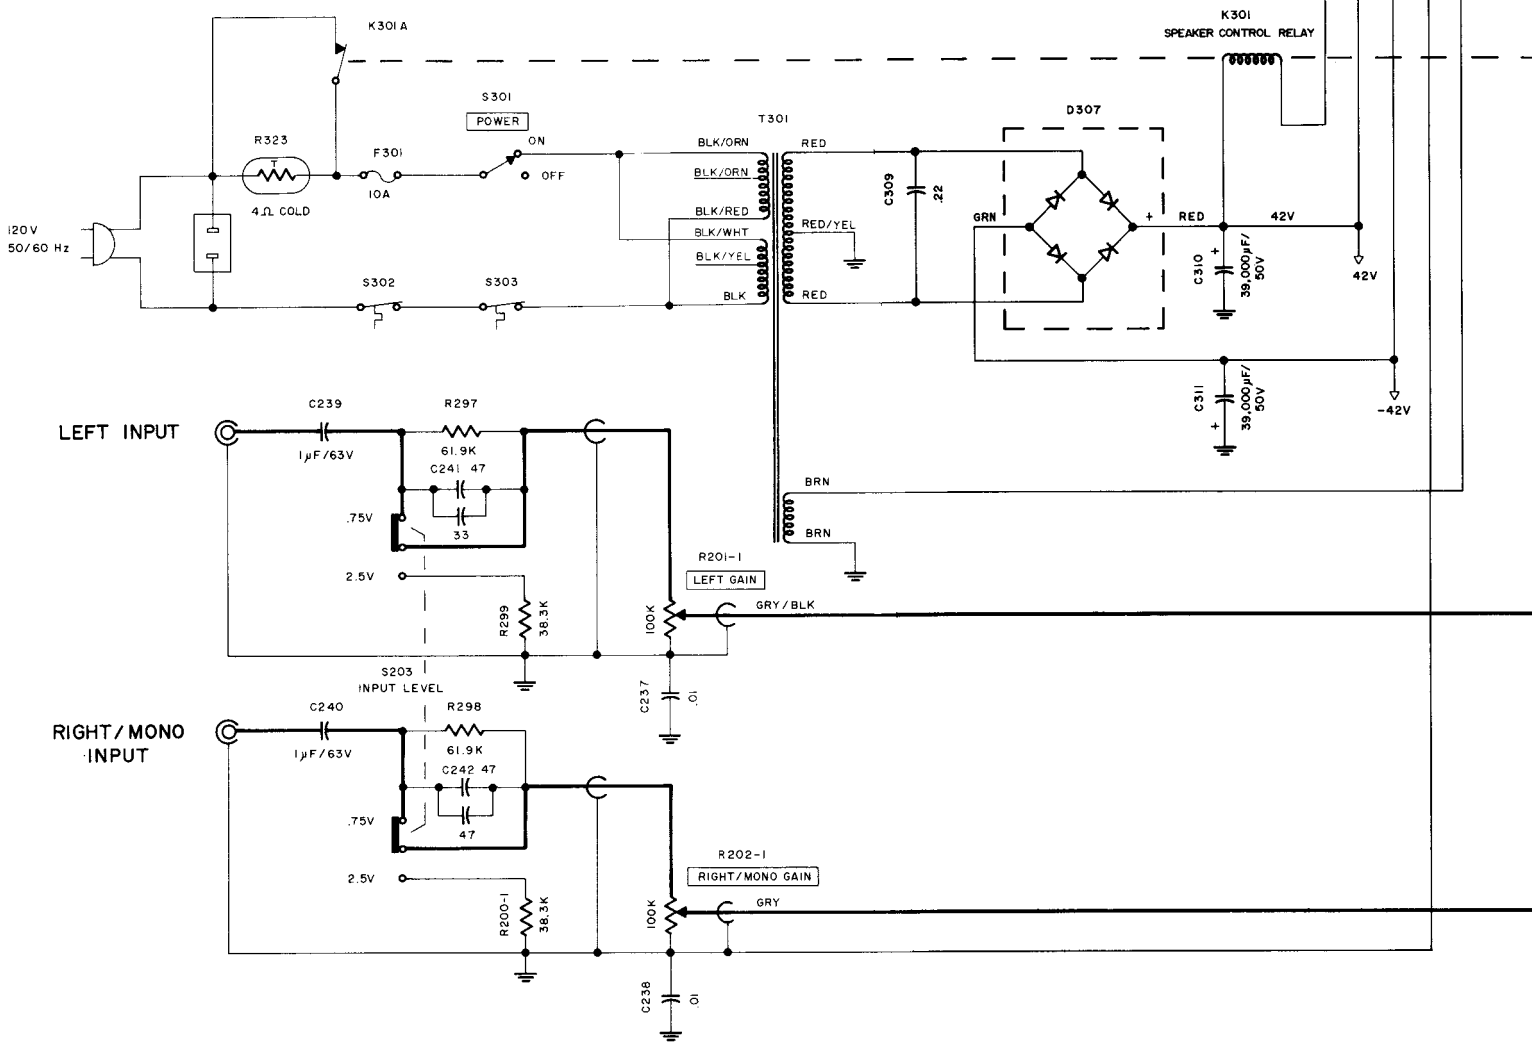 K301A
K301
SPEAKER CONTROL RELAY
S301
POWER
ON
OFF
R323
T
4Ω COLD
F301
10A
120V
50/60 Hz
S302
S303
T301
BLK/ORN
BLK/ORN
BLK/RED
BLK/WHT
BLK/YEL
BLK
RED
RED/YEL
RED
C309
.22
D307
GRN
+
RED
42V
42V
C310
+
39,000µF/
50V
C311
+
39,000µF/
50V
-42V
BRN
BRN
LEFT INPUT
C239
1µF/63V
R297
61.9K
C241 47
33
.75V
2.5V
R299
38.3K
R201-1
LEFT GAIN
100K
GRY/BLK
C237
.01
S203
INPUT LEVEL
RIGHT/MONO
INPUT
C240
1µF/63V
R298
61.9K
C242 47
47
.75V
2.5V
R200-1
38.3K
R202-1
RIGHT/MONO GAIN
100K
GRY
C238
.01